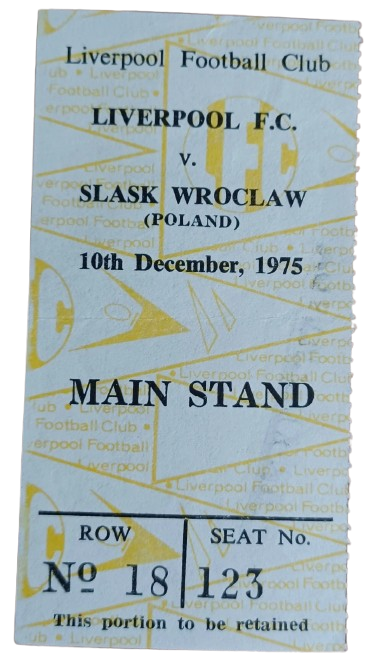 Liverpool Football Club
LIVERPOOL F.C.
v.
SLASK WROCLAW
(POLAND)
10th December, 1975
MAIN STAND
ROW SEAT No.
Nº 18 123
This portion to be retained